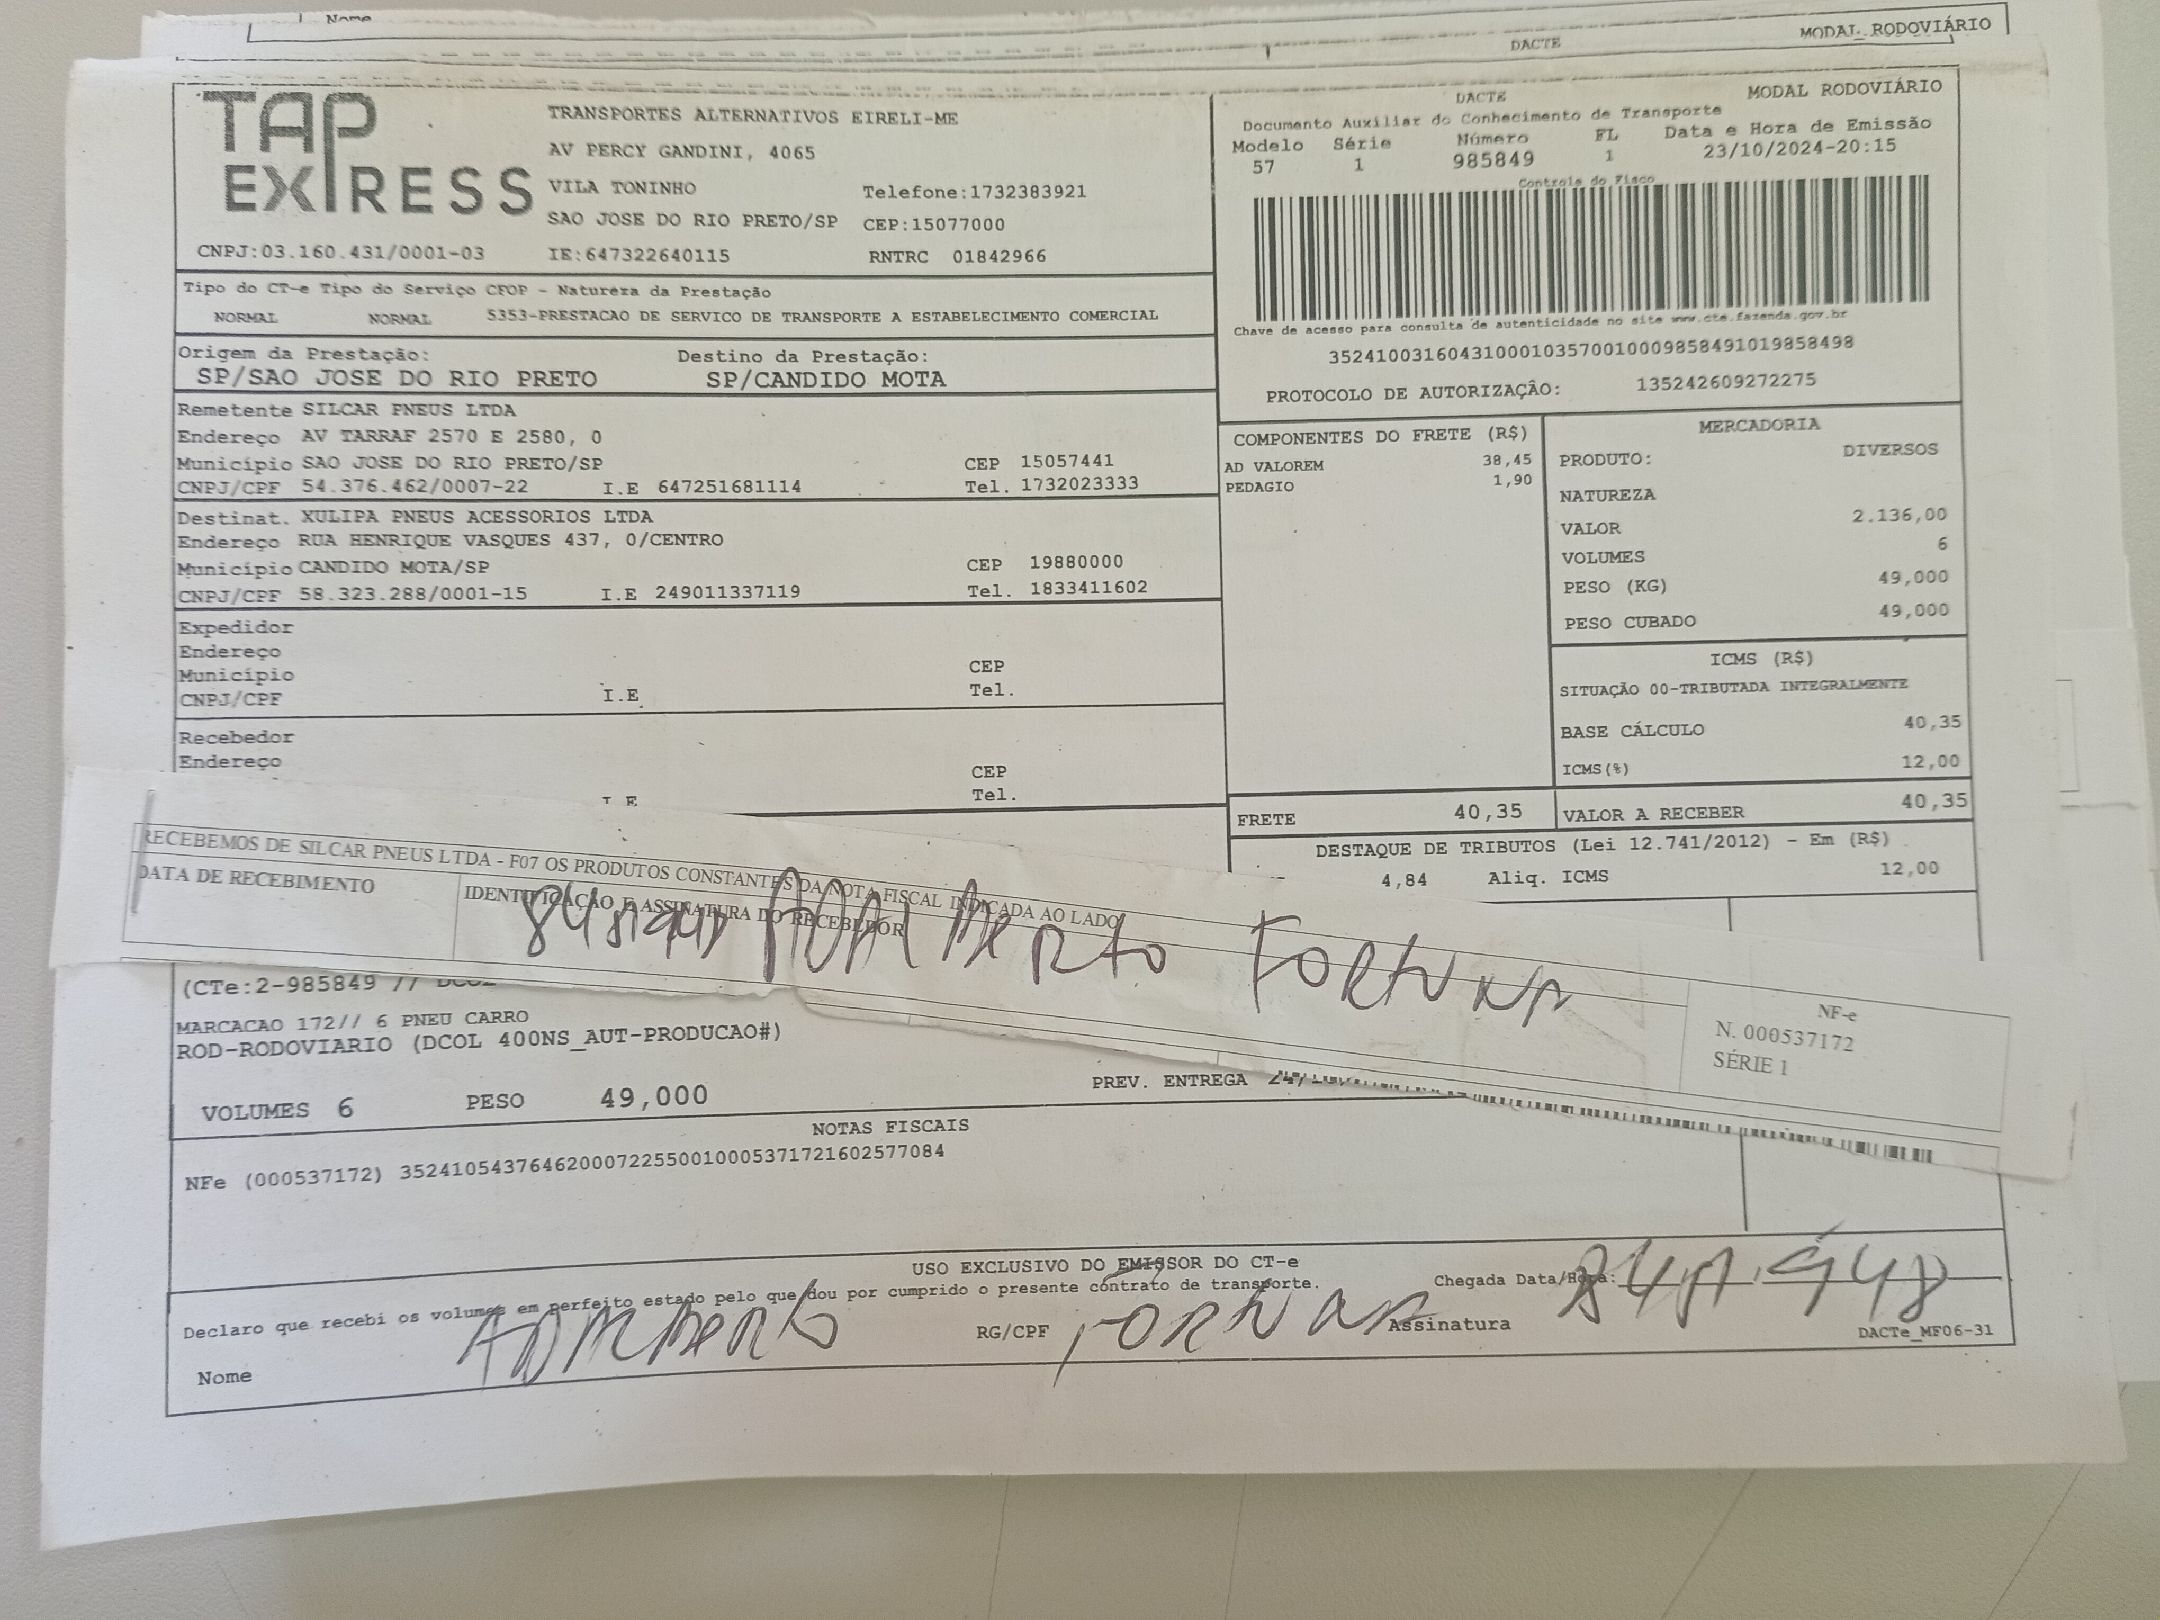 Nome
DACTE
MODAL RODOVIÁRIO
TAP EXPRESS
TRANSPORTES ALTERNATIVOS EIRELI-ME
AV PERCY GANDINI, 4065
VILA TONINHO Telefone:1732383921
SAO JOSE DO RIO PRETO/SP CEP:15077000
CNPJ:03.160.431/0001-03 IE:647322640115 RNTRC 01842966
DACTE MODAL RODOVIÁRIO
Documento Auxiliar do Conhecimento de Transporte
Modelo Série Número FL Data e Hora de Emissão
57 1 985849 1 23/10/2024-20:15
Controle do Fisco
Chave de acesso para consulta de autenticidade no site www.cte.fazenda.gov.br
35241003160431000103570010009858491019858498
PROTOCOLO DE AUTORIZAÇÂO: 135242609272275
Tipo do CT-e Tipo do Serviço CFOP - Natureza da Prestação
NORMAL NORMAL 5353-PRESTACAO DE SERVICO DE TRANSPORTE A ESTABELECIMENTO COMERCIAL
Origem da Prestação: Destino da Prestação:
SP/SAO JOSE DO RIO PRETO SP/CANDIDO MOTA
Remetente SILCAR PNEUS LTDA
Endereço AV TARRAF 2570 E 2580, 0
Município SAO JOSE DO RIO PRETO/SP CEP 15057441
CNPJ/CPF 54.376.462/0007-22 I.E 647251681114 Tel. 1732023333
Destinat. XULIPA PNEUS ACESSORIOS LTDA
Endereço RUA HENRIQUE VASQUES 437, 0/CENTRO
Município CANDIDO MOTA/SP CEP 19880000
CNPJ/CPF 58.323.288/0001-15 I.E 249011337119 Tel. 1833411602
Expedidor
Endereço
Município CEP
CNPJ/CPF I.E Tel.
Recebedor
Endereço
CEP
I E Tel.
COMPONENTES DO FRETE (R$)
AD VALOREM 38,45
PEDAGIO 1,90
MERCADORIA
PRODUTO: DIVERSOS
NATUREZA
VALOR 2.136,00
VOLUMES 6
PESO (KG) 49,000
PESO CUBADO 49,000
ICMS (R$)
SITUAÇÃO 00-TRIBUTADA INTEGRALMENTE
BASE CÁLCULO 40,35
ICMS(%) 12,00
FRETE 40,35 VALOR A RECEBER 40,35
DESTAQUE DE TRIBUTOS (Lei 12.741/2012) - Em (R$)
4,84 Aliq. ICMS 12,00
RECEBEMOS DE SILCAR PNEUS LTDA - F07 OS PRODUTOS CONSTANTES DA NOTA FISCAL INDICADA AO LADO
DATA DE RECEBIMENTO IDENTIFICAÇÃO E ASSINATURA DO RECEBEDOR
FORTUNA
NF-e
N. 000537172
SÉRIE 1
(CTe:2-985849 //
MARCACAO 172// 6 PNEU CARRO
ROD-RODOVIARIO (DCOL 400NS_AUT-PRODUCAO#)
VOLUMES 6 PESO 49,000 PREV. ENTREGA 24/
NOTAS FISCAIS
NFe (000537172) 35241054376462000722550010005371721602577084
USO EXCLUSIVO DO EMISSOR DO CT-e
Declaro que recebi os volumes em perfeito estado pelo que dou por cumprido o presente contrato de transporte.
Chegada Data/Hora:
Nome RG/CPF FORTUNA Assinatura
DACTe_MF06-31